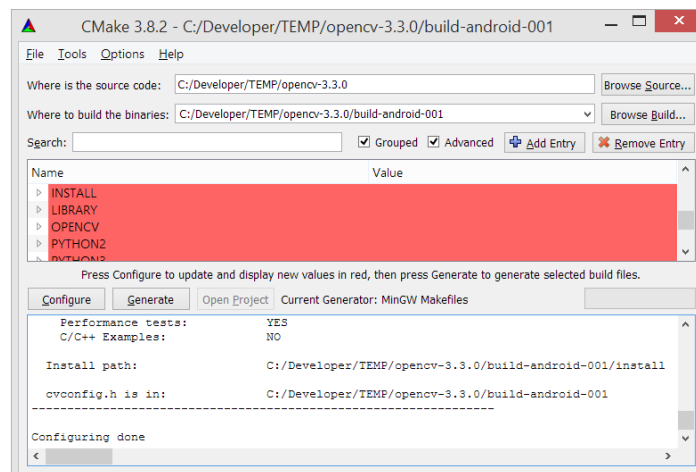 CMake 3.8.2 - C:/Developer/TEMP/opencv-3.3.0/build-android-001
File Tools Options Help
Where is the source code: C:/Developer/TEMP/opencv-3.3.0 Browse Source...
Where to build the binaries: C:/Developer/TEMP/opencv-3.3.0/build-android-001 Browse Build...
Search: Grouped Advanced Add Entry Remove Entry
Name Value
INSTALL
LIBRARY
OPENCV
PYTHON2
PYTHON3
Press Configure to update and display new values in red, then press Generate to generate selected build files.
Configure Generate Open Project Current Generator: MinGW Makefiles
Performance tests: YES
C/C++ Examples: NO
Install path: C:/Developer/TEMP/opencv-3.3.0/build-android-001/install
cvconfig.h is in: C:/Developer/TEMP/opencv-3.3.0/build-android-001
-----------------------------------------------------------------
Configuring done